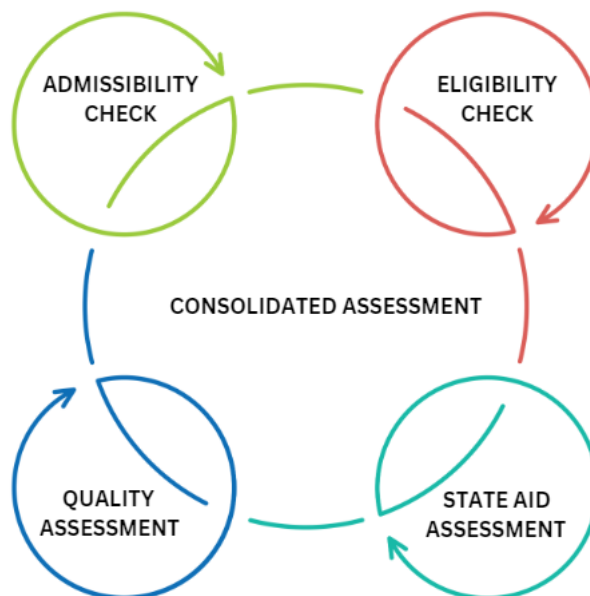 ADMISSIBILITY
CHECK
ELIGIBILITY
CHECK
CONSOLIDATED ASSESSMENT
QUALITY
ASSESSMENT
STATE AID
ASSESSMENT